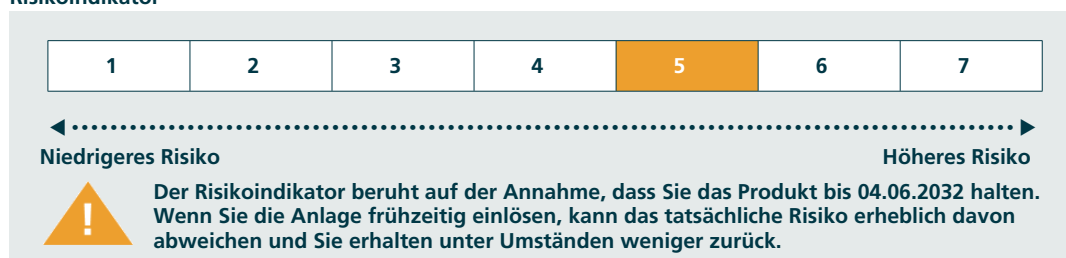 Risikoindikator
1 2 3 4 5 6 7
Niedrigeres Risiko Höheres Risiko
! Der Risikoindikator beruht auf der Annahme, dass Sie das Produkt bis 04.06.2032 halten.
Wenn Sie die Anlage frühzeitig einlösen, kann das tatsächliche Risiko erheblich davon
abweichen und Sie erhalten unter Umständen weniger zurück.